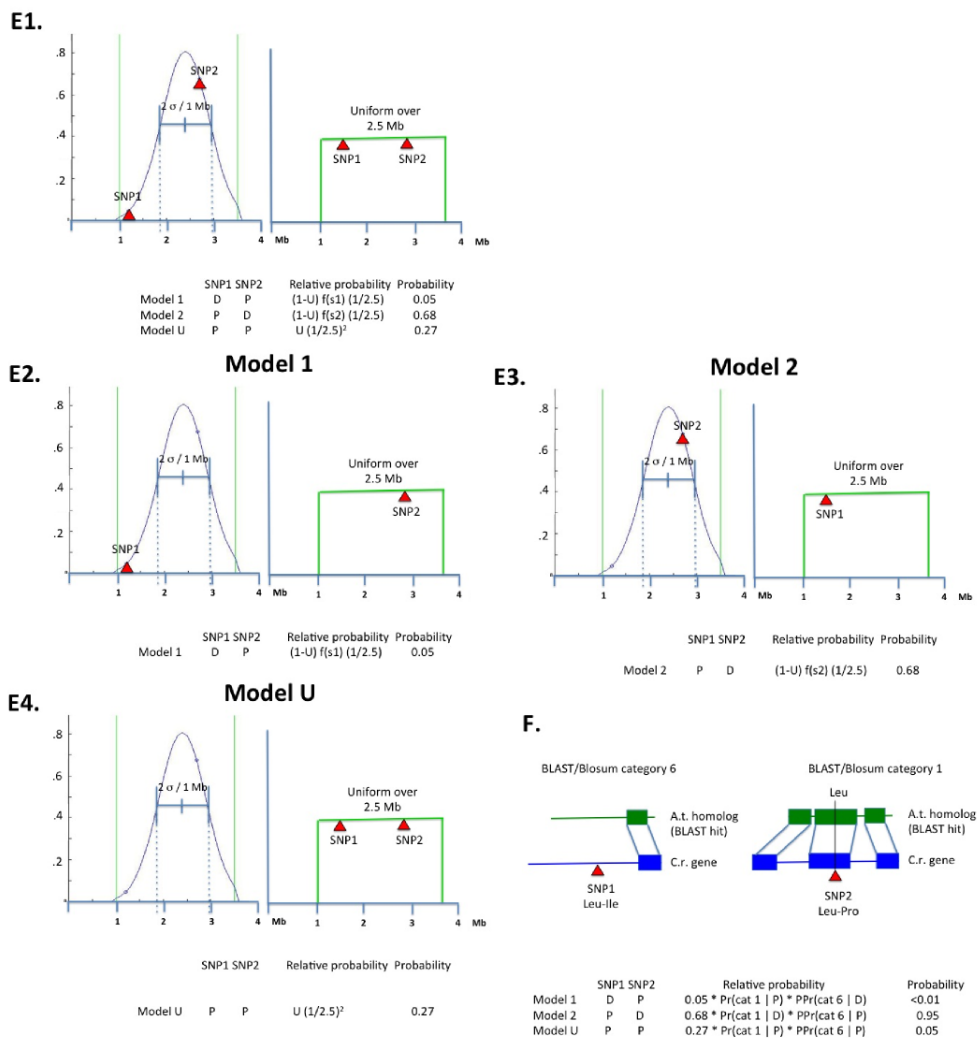 E1.
.8
.6
.4
.2
SNP2
2 σ / 1 Mb
SNP1
1 2 3 4 Mb
Uniform over
2.5 Mb
SNP1 SNP2
1 2 3 4 Mb
SNP1 SNP2 Relative probability Probability
Model 1 D P (1-U) f(s1) (1/2.5) 0.05
Model 2 P D (1-U) f(s2) (1/2.5) 0.68
Model U P P U (1/2.5)² 0.27
E2.
Model 1
.8
.6
.4
.2
2 σ / 1 Mb
SNP1
1 2 3 4 Mb
Uniform over
2.5 Mb
SNP2
1 2 3 4 Mb
SNP1 SNP2 Relative probability Probability
Model 1 D P (1-U) f(s1) (1/2.5) 0.05
E3.
Model 2
.8
.6
.4
.2
SNP2
2 σ / 1 Mb
1 2 3 4 Mb
Uniform over
2.5 Mb
SNP1
1 2 3 4 Mb
SNP1 SNP2 Relative probability Probability
Model 2 P D (1-U) f(s2) (1/2.5) 0.68
E4.
Model U
.8
.6
.4
.2
2 σ / 1 Mb
1 2 3 4 Mb
Uniform over
2.5 Mb
SNP1 SNP2
1 2 3 4 Mb
SNP1 SNP2 Relative probability Probability
Model U P P U (1/2.5)² 0.27
F.
BLAST/Blosum category 6
A.t. homolog
(BLAST hit)
C.r. gene
SNP1
Leu-Ile
BLAST/Blosum category 1
Leu
A.t. homolog
(BLAST hit)
C.r. gene
SNP2
Leu-Pro
SNP1 SNP2 Relative probability Probability
Model 1 D P 0.05 * Pr(cat 1 | P) * PPr(cat 6 | D) <0.01
Model 2 P D 0.68 * Pr(cat 1 | D) * PPr(cat 6 | P) 0.95
Model U P P 0.27 * Pr(cat 1 | P) * PPr(cat 6 | P) 0.05